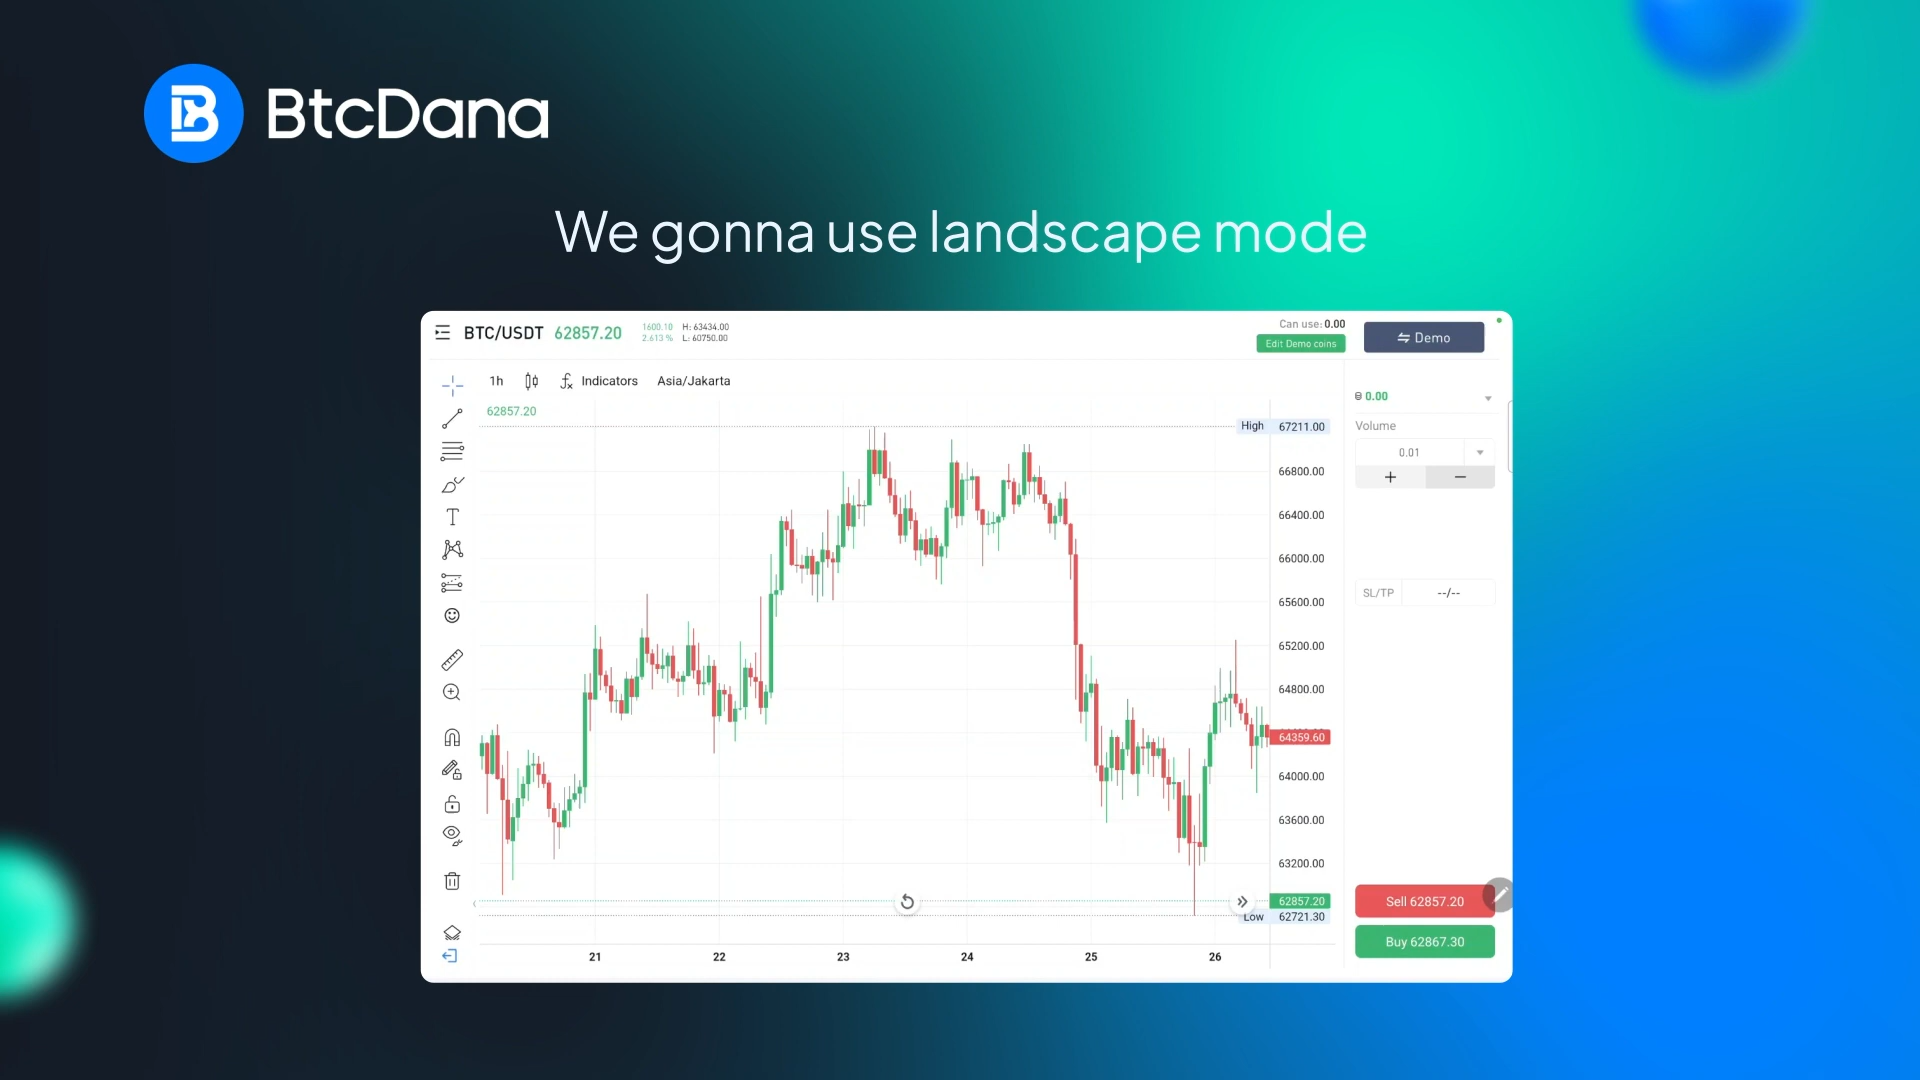 BtcDana
We gonna use landscape mode
BTC/USDT 62857.20
1600.10 H: 63434.00
2.613 % L: 60750.00
Can use: 0.00
Edit Demo coins
Demo
1h Indicators Asia/Jakarta
62857.20
High 67211.00
66800.00
66400.00
66000.00
65600.00
65200.00
64800.00
64359.60
64000.00
63600.00
63200.00
62857.20
Low 62721.30
21 22 23 24 25 26
0.00
Volume
0.01
+ −
SL/TP --/--
Sell 62857.20
Buy 62867.30